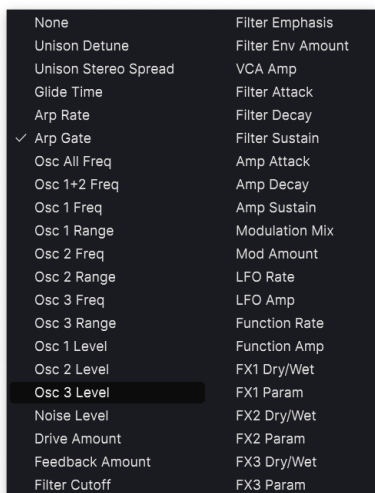 None
Unison Detune
Unison Stereo Spread
Glide Time
Arp Rate
✓ Arp Gate
Osc All Freq
Osc 1+2 Freq
Osc 1 Freq
Osc 1 Range
Osc 2 Freq
Osc 2 Range
Osc 3 Freq
Osc 3 Range
Osc 1 Level
Osc 2 Level
Osc 3 Level
Noise Level
Drive Amount
Feedback Amount
Filter Cutoff
Filter Emphasis
Filter Env Amount
VCA Amp
Filter Attack
Filter Decay
Filter Sustain
Amp Attack
Amp Decay
Amp Sustain
Modulation Mix
Mod Amount
LFO Rate
LFO Amp
Function Rate
Function Amp
FX1 Dry/Wet
FX1 Param
FX2 Dry/Wet
FX2 Param
FX3 Dry/Wet
FX3 Param